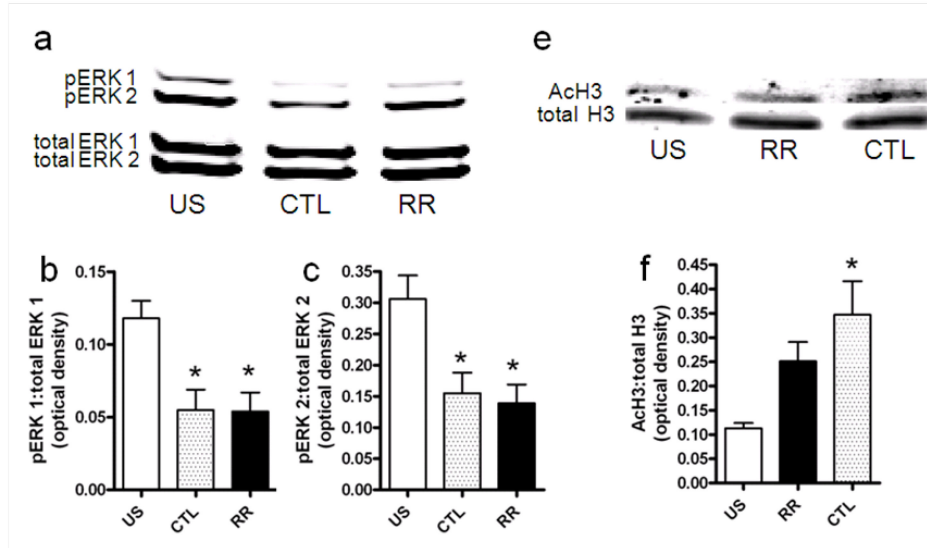 a
pERK 1
pERK 2
total ERK 1
total ERK 2
US CTL RR
e
AcH3
total H3
US RR CTL
b
pERK 1:total ERK 1
(optical density)
0.15
0.10
0.05
0.00
* *
US CTL RR
c
pERK 2:total ERK 2
(optical density)
0.35
0.30
0.25
0.20
0.15
0.10
0.05
0.00
* *
US CTL RR
f
AcH3:total H3
(optical density)
0.45
0.40
0.35
0.30
0.25
0.20
0.15
0.10
0.05
0.00
*
US RR CTL